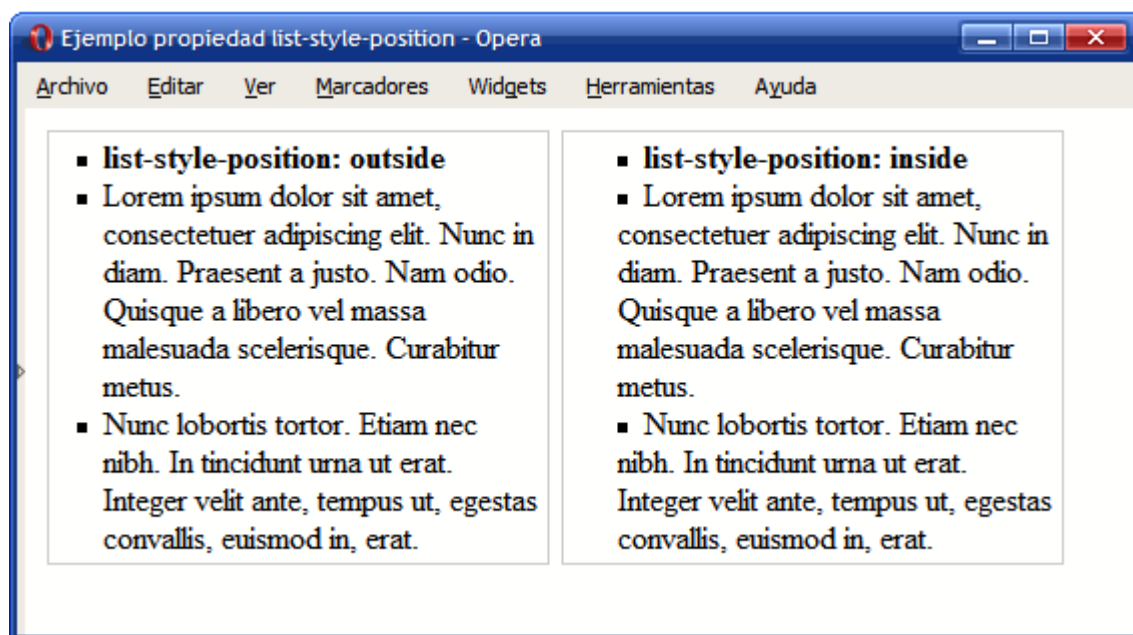 Ejemplo propiedad list-style-position - Opera
Archivo Editar Ver Marcadores Widgets Herramientas Ayuda
list-style-position: outside
Lorem ipsum dolor sit amet,
consectetuer adipiscing elit. Nunc in
diam. Praesent a justo. Nam odio.
Quisque a libero vel massa
malesuada scelerisque. Curabitur
metus.
Nunc lobortis tortor. Etiam nec
nibh. In tincidunt urna ut erat.
Integer velit ante, tempus ut, egestas
convallis, euismod in, erat.
list-style-position: inside
Lorem ipsum dolor sit amet,
consectetuer adipiscing elit. Nunc in
diam. Praesent a justo. Nam odio.
Quisque a libero vel massa
malesuada scelerisque. Curabitur
metus.
Nunc lobortis tortor. Etiam nec
nibh. In tincidunt urna ut erat.
Integer velit ante, tempus ut, egestas
convallis, euismod in, erat.